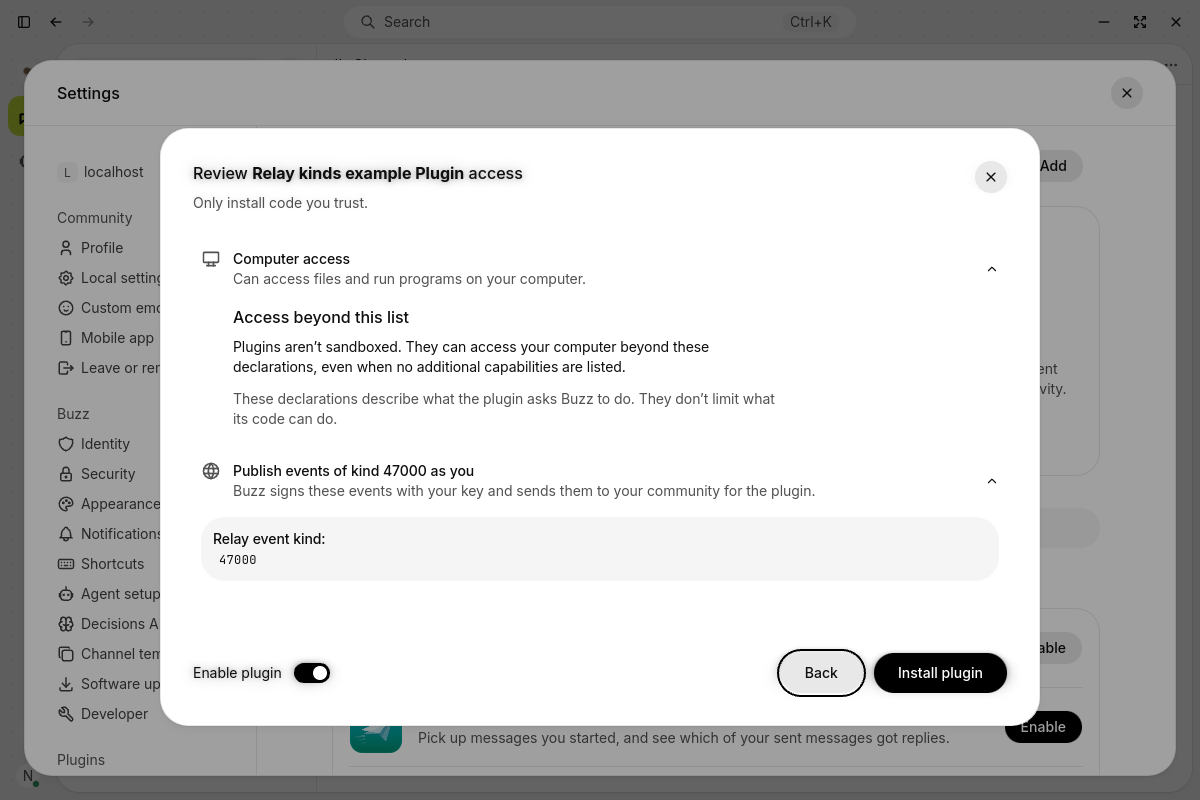 Search
Ctrl+K
Settings
L localhost
Community
Profile
Local setting
Custom emo
Mobile app
Leave or rer
Buzz
Identity
Security
Appearance
Notifications
Shortcuts
Agent setup
Decisions A
Channel tem
Software up
Developer
Plugins
N
Add
Review Relay kinds example Plugin access
Only install code you trust.
Computer access
Can access files and run programs on your computer.
Access beyond this list
Plugins aren’t sandboxed. They can access your computer beyond these
declarations, even when no additional capabilities are listed.
These declarations describe what the plugin asks Buzz to do. They don’t limit what
its code can do.
Publish events of kind 47000 as you
Buzz signs these events with your key and sends them to your community for the plugin.
Relay event kind:
47000
Enable plugin
Back
Install plugin
ent
vity.
able
Enable
Pick up messages you started, and see which of your sent messages got replies.